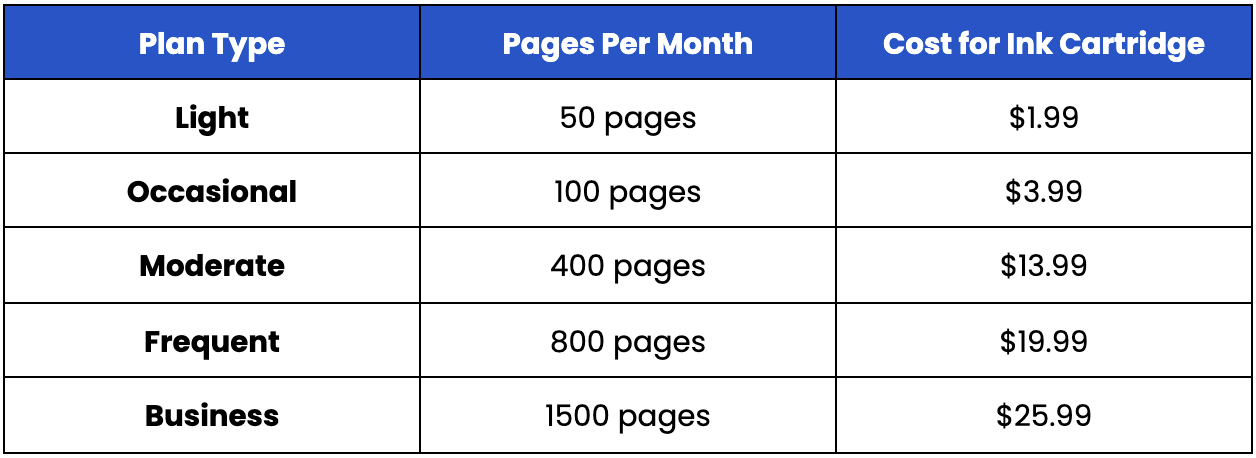 Plan Type Pages Per Month Cost for Ink Cartridge
Light 50 pages $1.99
Occasional 100 pages $3.99
Moderate 400 pages $13.99
Frequent 800 pages $19.99
Business 1500 pages $25.99